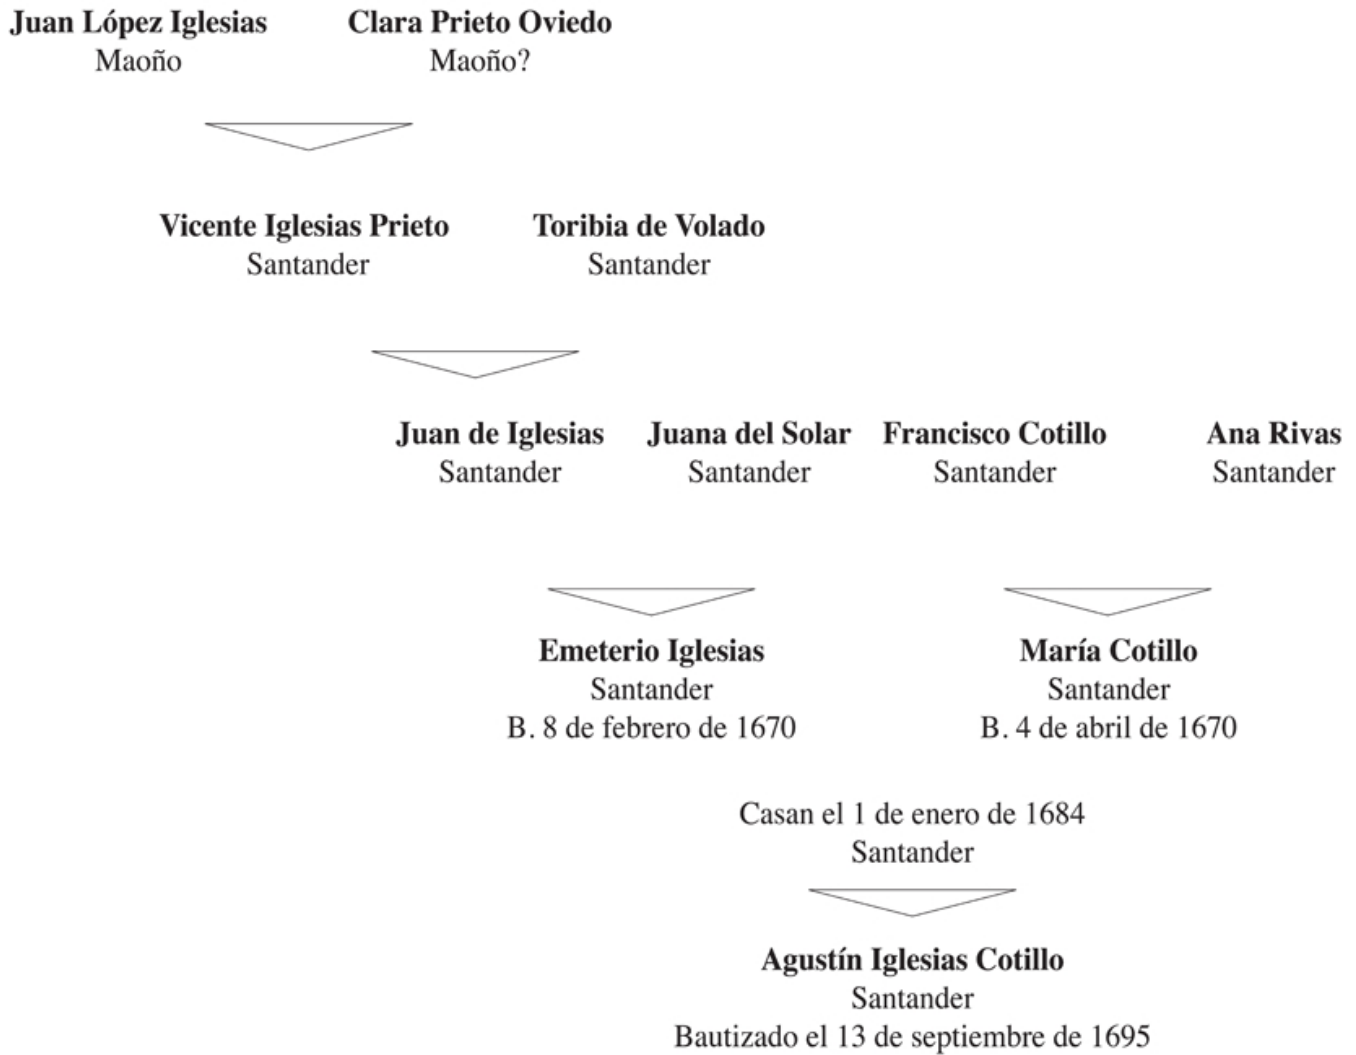 Juan López Iglesias
Maoño
Clara Prieto Oviedo
Maoño?
Vicente Iglesias Prieto
Santander
Toribia de Volado
Santander
Juan de Iglesias
Santander
Juana del Solar
Santander
Francisco Cotillo
Santander
Ana Rivas
Santander
Emeterio Iglesias
Santander
B. 8 de febrero de 1670
María Cotillo
Santander
B. 4 de abril de 1670
Casan el 1 de enero de 1684
Santander
Agustín Iglesias Cotillo
Santander
Bautizado el 13 de septiembre de 1695